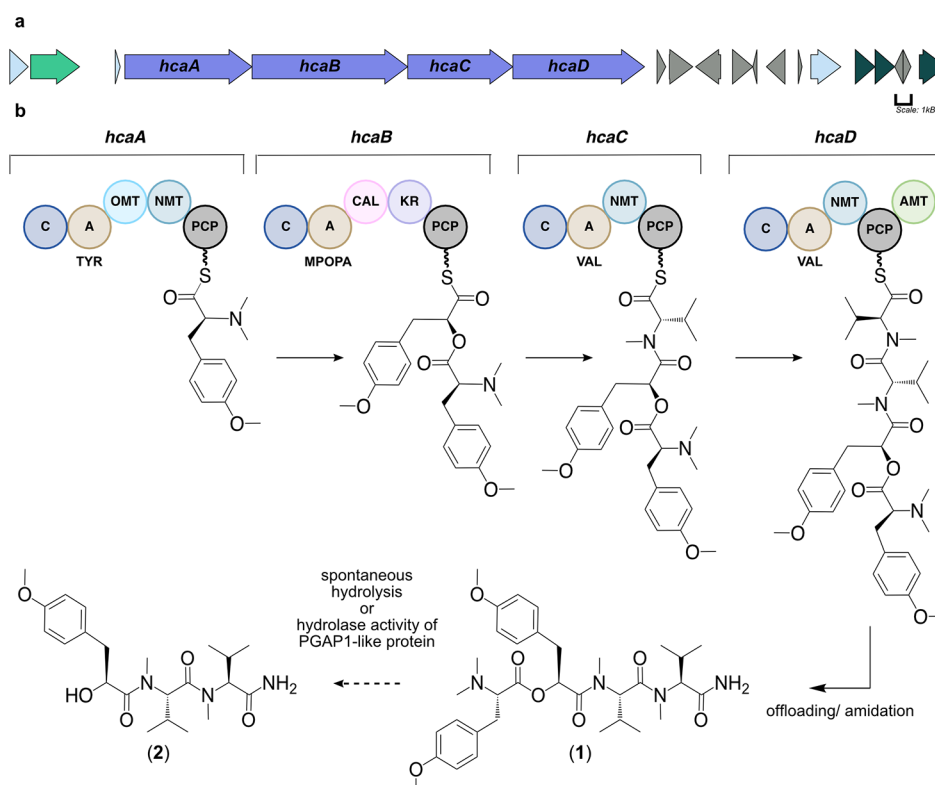 a
hcaA hcaB hcaC hcaD
Scale: 1kB
b
hcaA hcaB hcaC hcaD
OMT NMT CAL KR NMT NMT AMT
C A PCP C A PCP C A PCP C A PCP
TYR MPOPA VAL VAL
S S S S
O O O O
N O N N
O O O
O N O
N O N
O O O
O N O
O O
O N
O
O
spontaneous
hydrolysis
or
hydrolase activity of
PGAP1-like protein
O O
HO N N NH2
O O
(2)
N O N N NH2
O O O O
O
(1)
offloading/ amidation